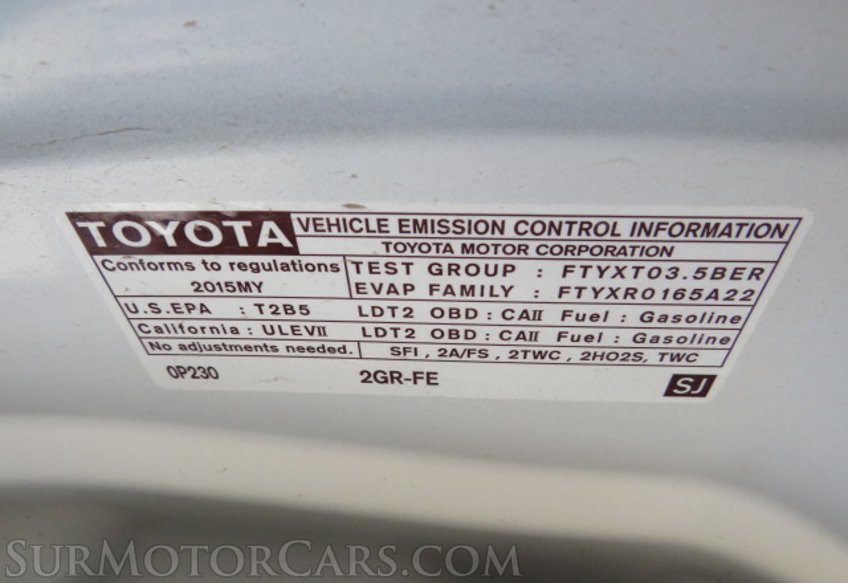 TOYOTA VEHICLE EMISSION CONTROL INFORMATION
TOYOTA MOTOR CORPORATION
Conforms to regulations TEST GROUP : FTYXT03.5BER
2015MY EVAP FAMILY : FTYXR0165A22
U.S.EPA : T2B5 LDT2 OBD : CAII Fuel : Gasoline
California : ULEVII LDT2 OBD : CAII Fuel : Gasoline
No adjustments needed. SFI , 2A/FS , 2TWC , 2HO2S, TWC
0P230 2GR-FE SJ
SURMOTORCARS.COM